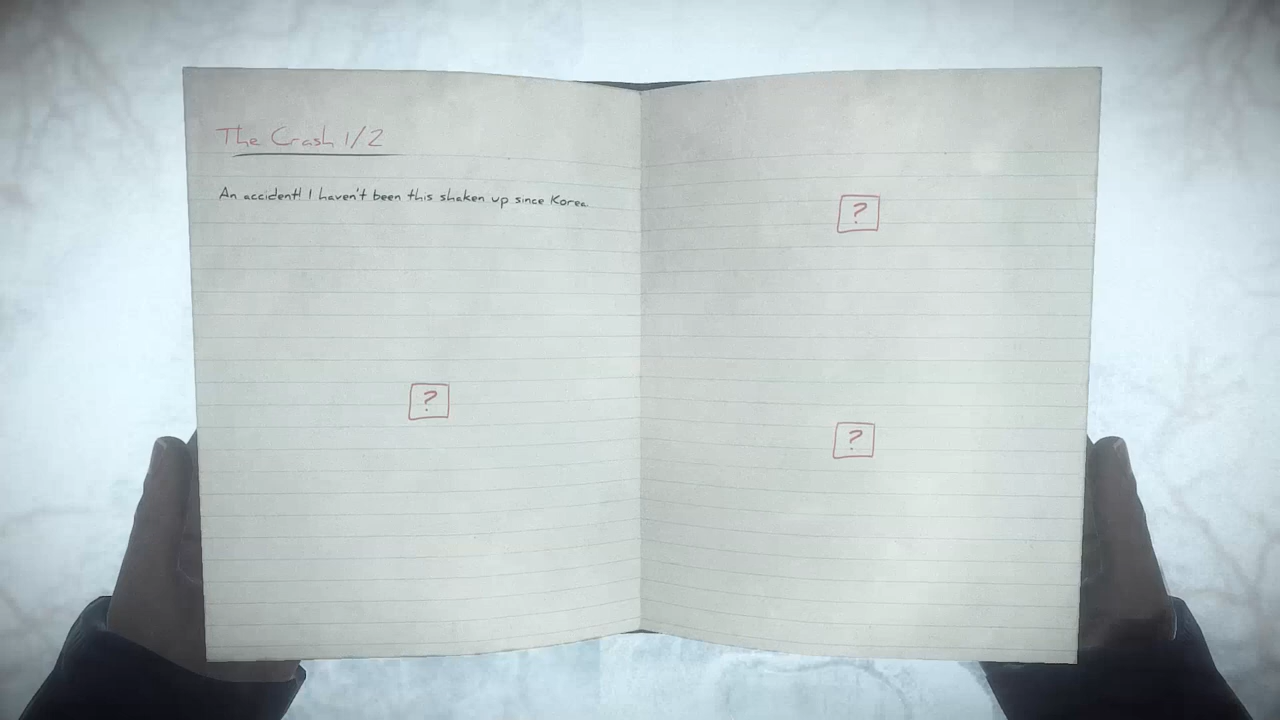 The Crash 1/2
An accident! I haven't been this shaken up since Korea.
?
?
?